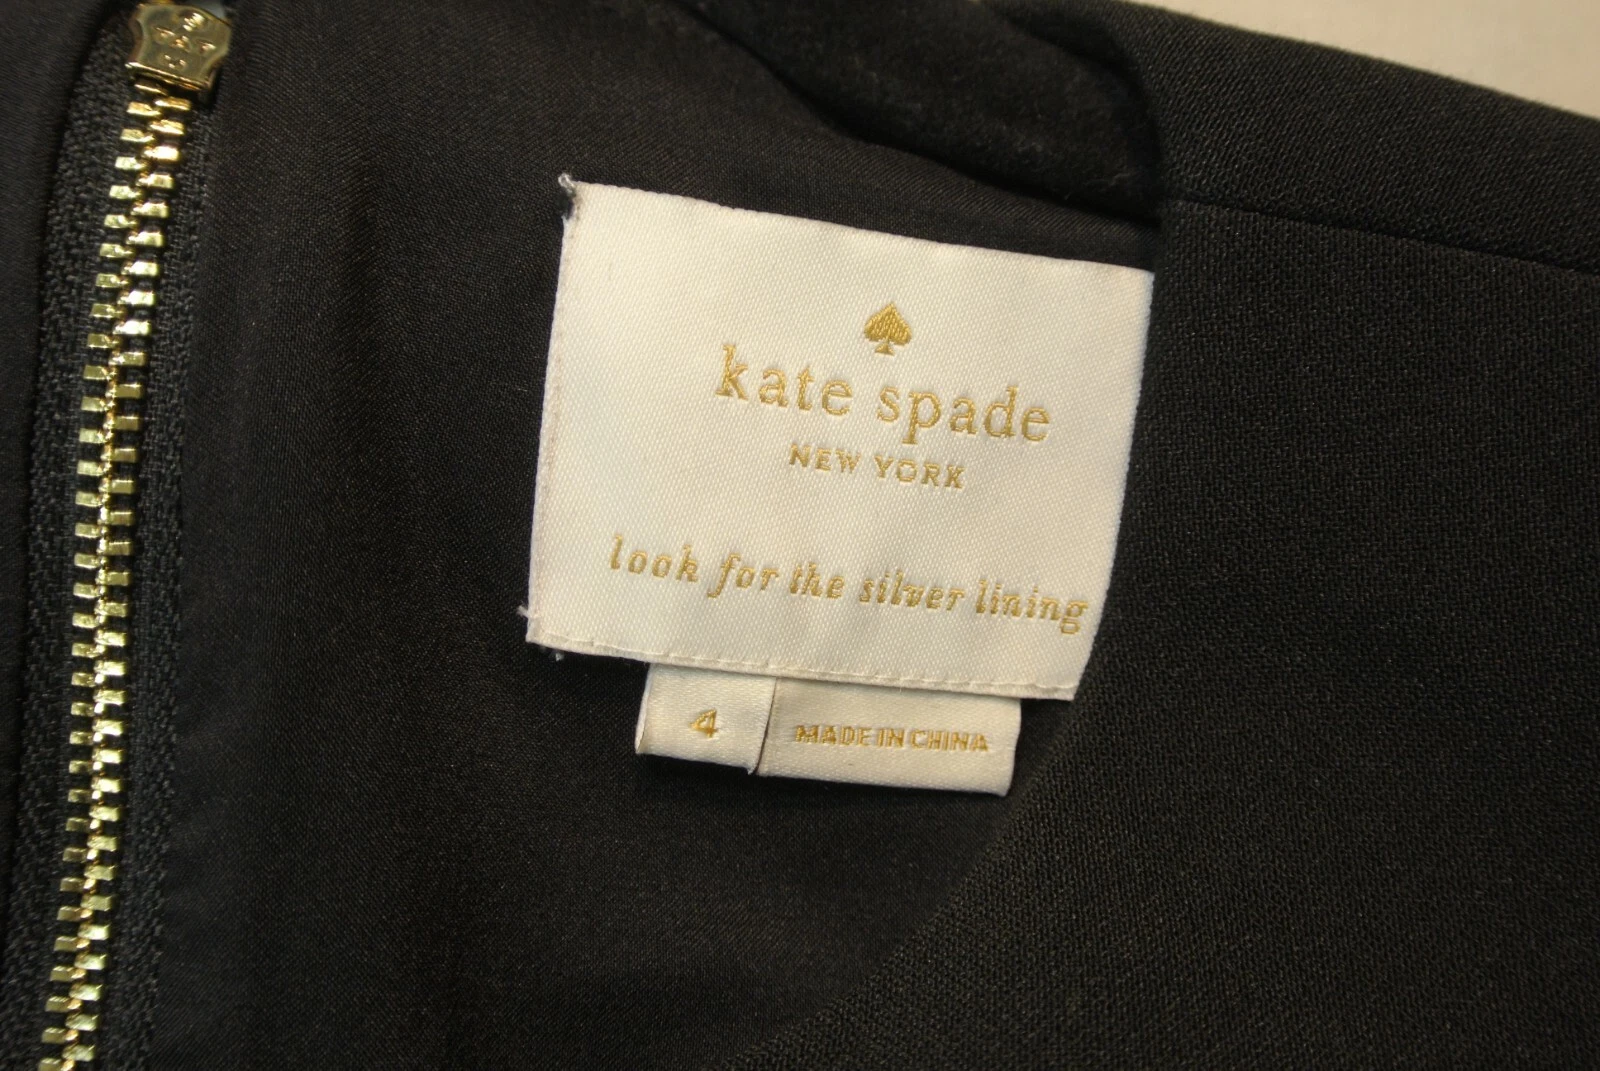 kate spade
NEW YORK
look for the silver lining
4
MADE IN CHINA